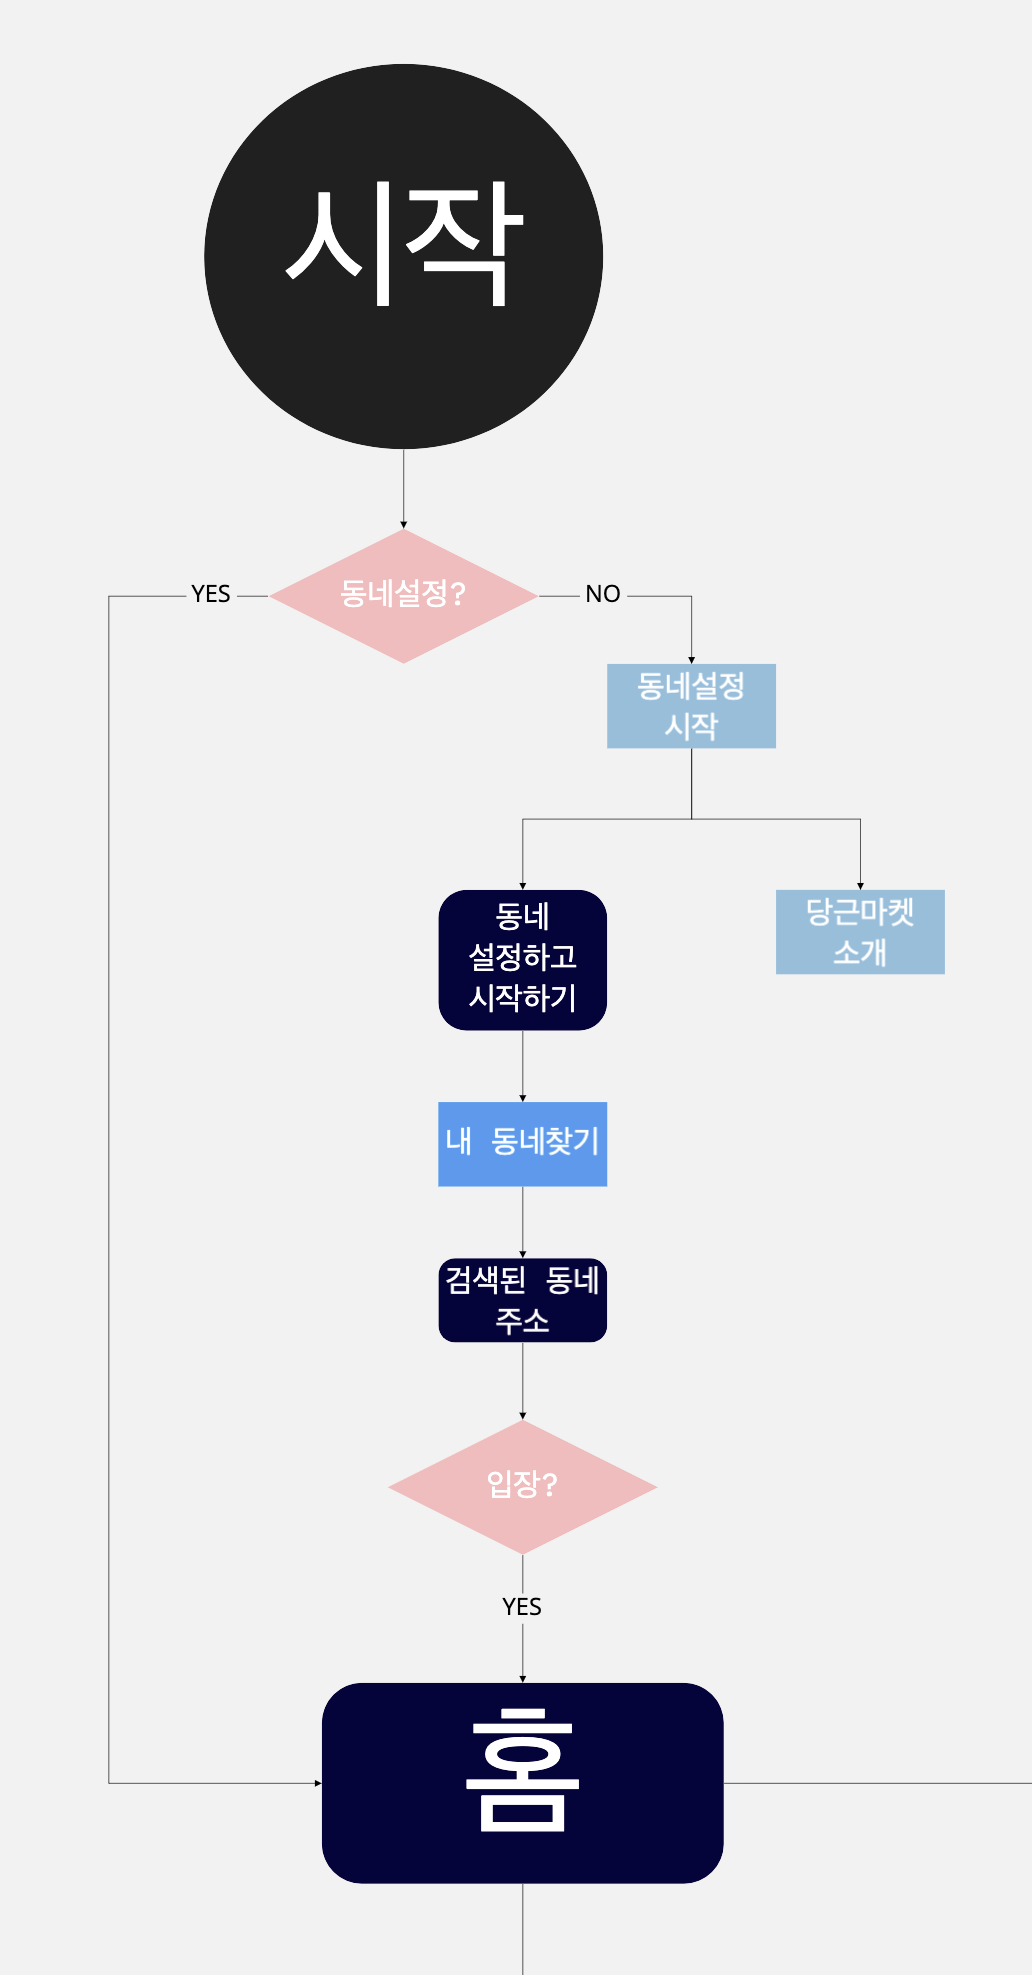 시작
동네설정?
YES
NO
동네설정
시작
동네
설정하고
시작하기
당근마켓
소개
내 동네찾기
검색된 동네
주소
입장?
YES
홈